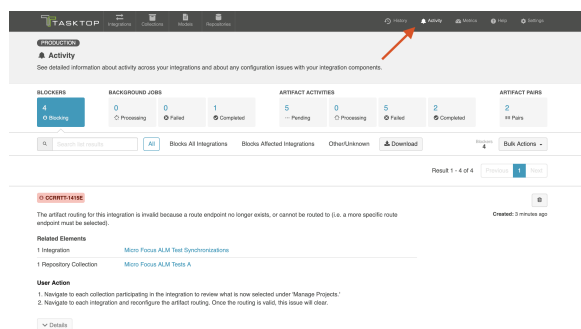 TASKTOP
Integrations Collections Models Repositories
History Activity Metrics Help Settings
PRODUCTION
Activity
See detailed information about activity across your integrations and about any configuration issues with your integration components.
BLOCKERS BACKGROUND JOBS ARTIFACT ACTIVITIES ARTIFACT PAIRS
4 0 0 1 5 0 5 2 2
Blocking Processing Failed Completed Pending Processing Failed Completed Pairs
Search list results All Blocks All Integrations Blocks Affected Integrations Other/Unknown Download 4 Bulk Actions
Result 1 - 4 of 4 Previous 1 Next
CCRRTT-1415E
The artifact routing for this integration is invalid because a route endpoint no longer exists, or cannot be routed to (i.e. a more specific route
endpoint must be selected).
Created: 3 minutes ago
Related Elements
1 Integration Micro Focus ALM Test Synchronizations
1 Repository Collection Micro Focus ALM Tests A
User Action
1. Navigate to each collection participating in the integration to review what is now selected under 'Manage Projects.'
2. Navigate to each integration and reconfigure the artifact routing. Once the routing is valid, this issue will clear.
Details